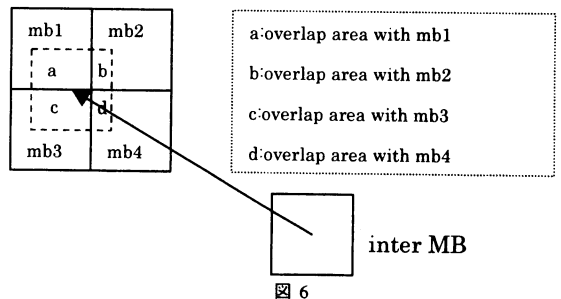 mb1 mb2
a b
c d
mb3 mb4
a:overlap area with mb1
b:overlap area with mb2
c:overlap area with mb3
d:overlap area with mb4
inter MB
図 6